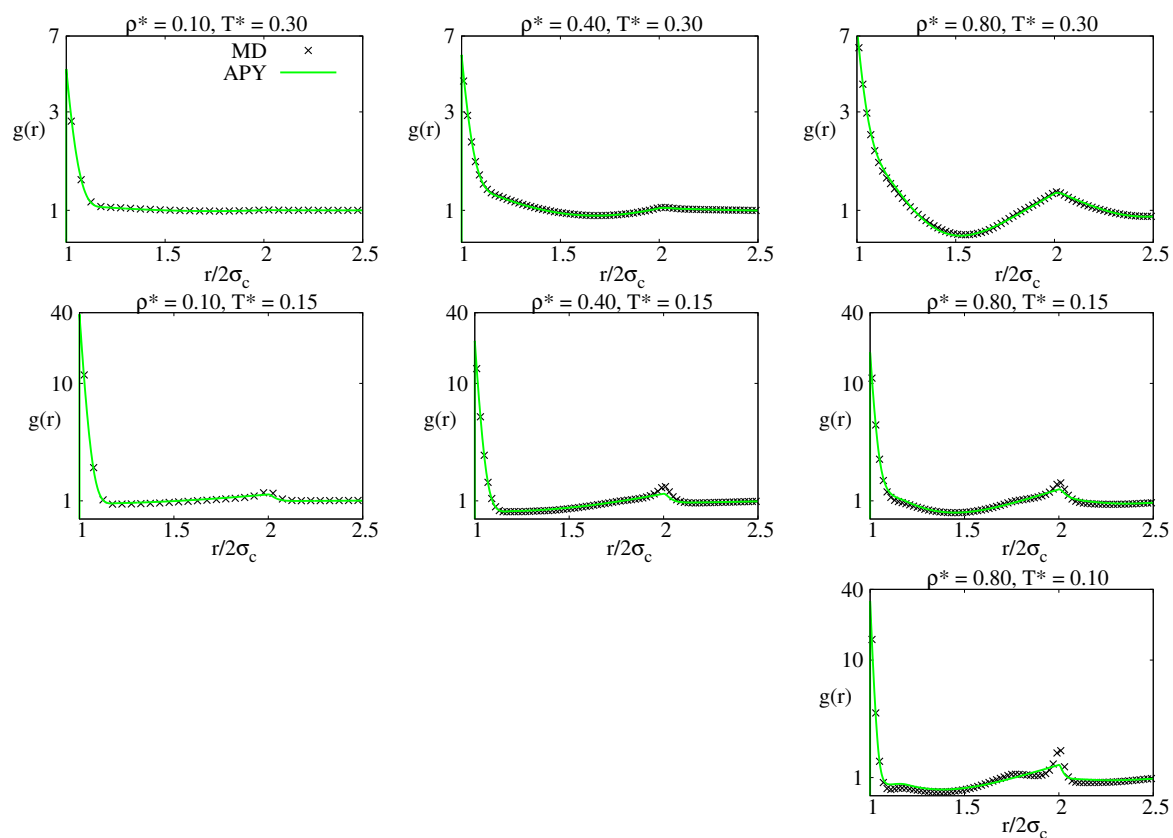 ρ* = 0.10, T* = 0.30
7
MD
APY
3
g(r)
1
1 1.5 2 2.5
r/2σc
ρ* = 0.40, T* = 0.30
7
3
g(r)
1
1 1.5 2 2.5
r/2σc
ρ* = 0.80, T* = 0.30
7
3
g(r)
1
1 1.5 2 2.5
r/2σc
ρ* = 0.10, T* = 0.15
40
10
g(r)
1
1 1.5 2 2.5
r/2σc
ρ* = 0.40, T* = 0.15
40
10
g(r)
1
1 1.5 2 2.5
r/2σc
ρ* = 0.80, T* = 0.15
40
10
g(r)
1
1 1.5 2 2.5
r/2σc
ρ* = 0.80, T* = 0.10
40
10
g(r)
1
1 1.5 2 2.5
r/2σc